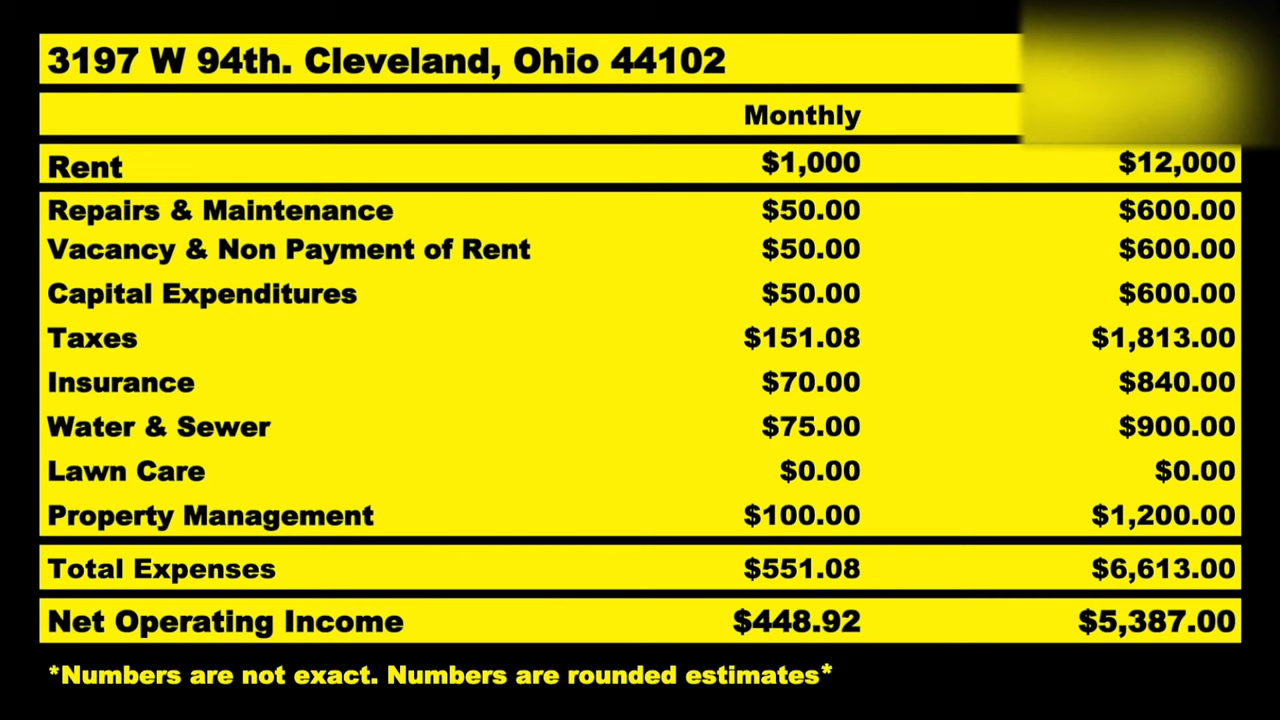 3197 W 94th. Cleveland, Ohio 44102
Monthly
Rent $1,000 $12,000
Repairs & Maintenance $50.00 $600.00
Vacancy & Non Payment of Rent $50.00 $600.00
Capital Expenditures $50.00 $600.00
Taxes $151.08 $1,813.00
Insurance $70.00 $840.00
Water & Sewer $75.00 $900.00
Lawn Care $0.00 $0.00
Property Management $100.00 $1,200.00
Total Expenses $551.08 $6,613.00
Net Operating Income $448.92 $5,387.00
*Numbers are not exact. Numbers are rounded estimates*